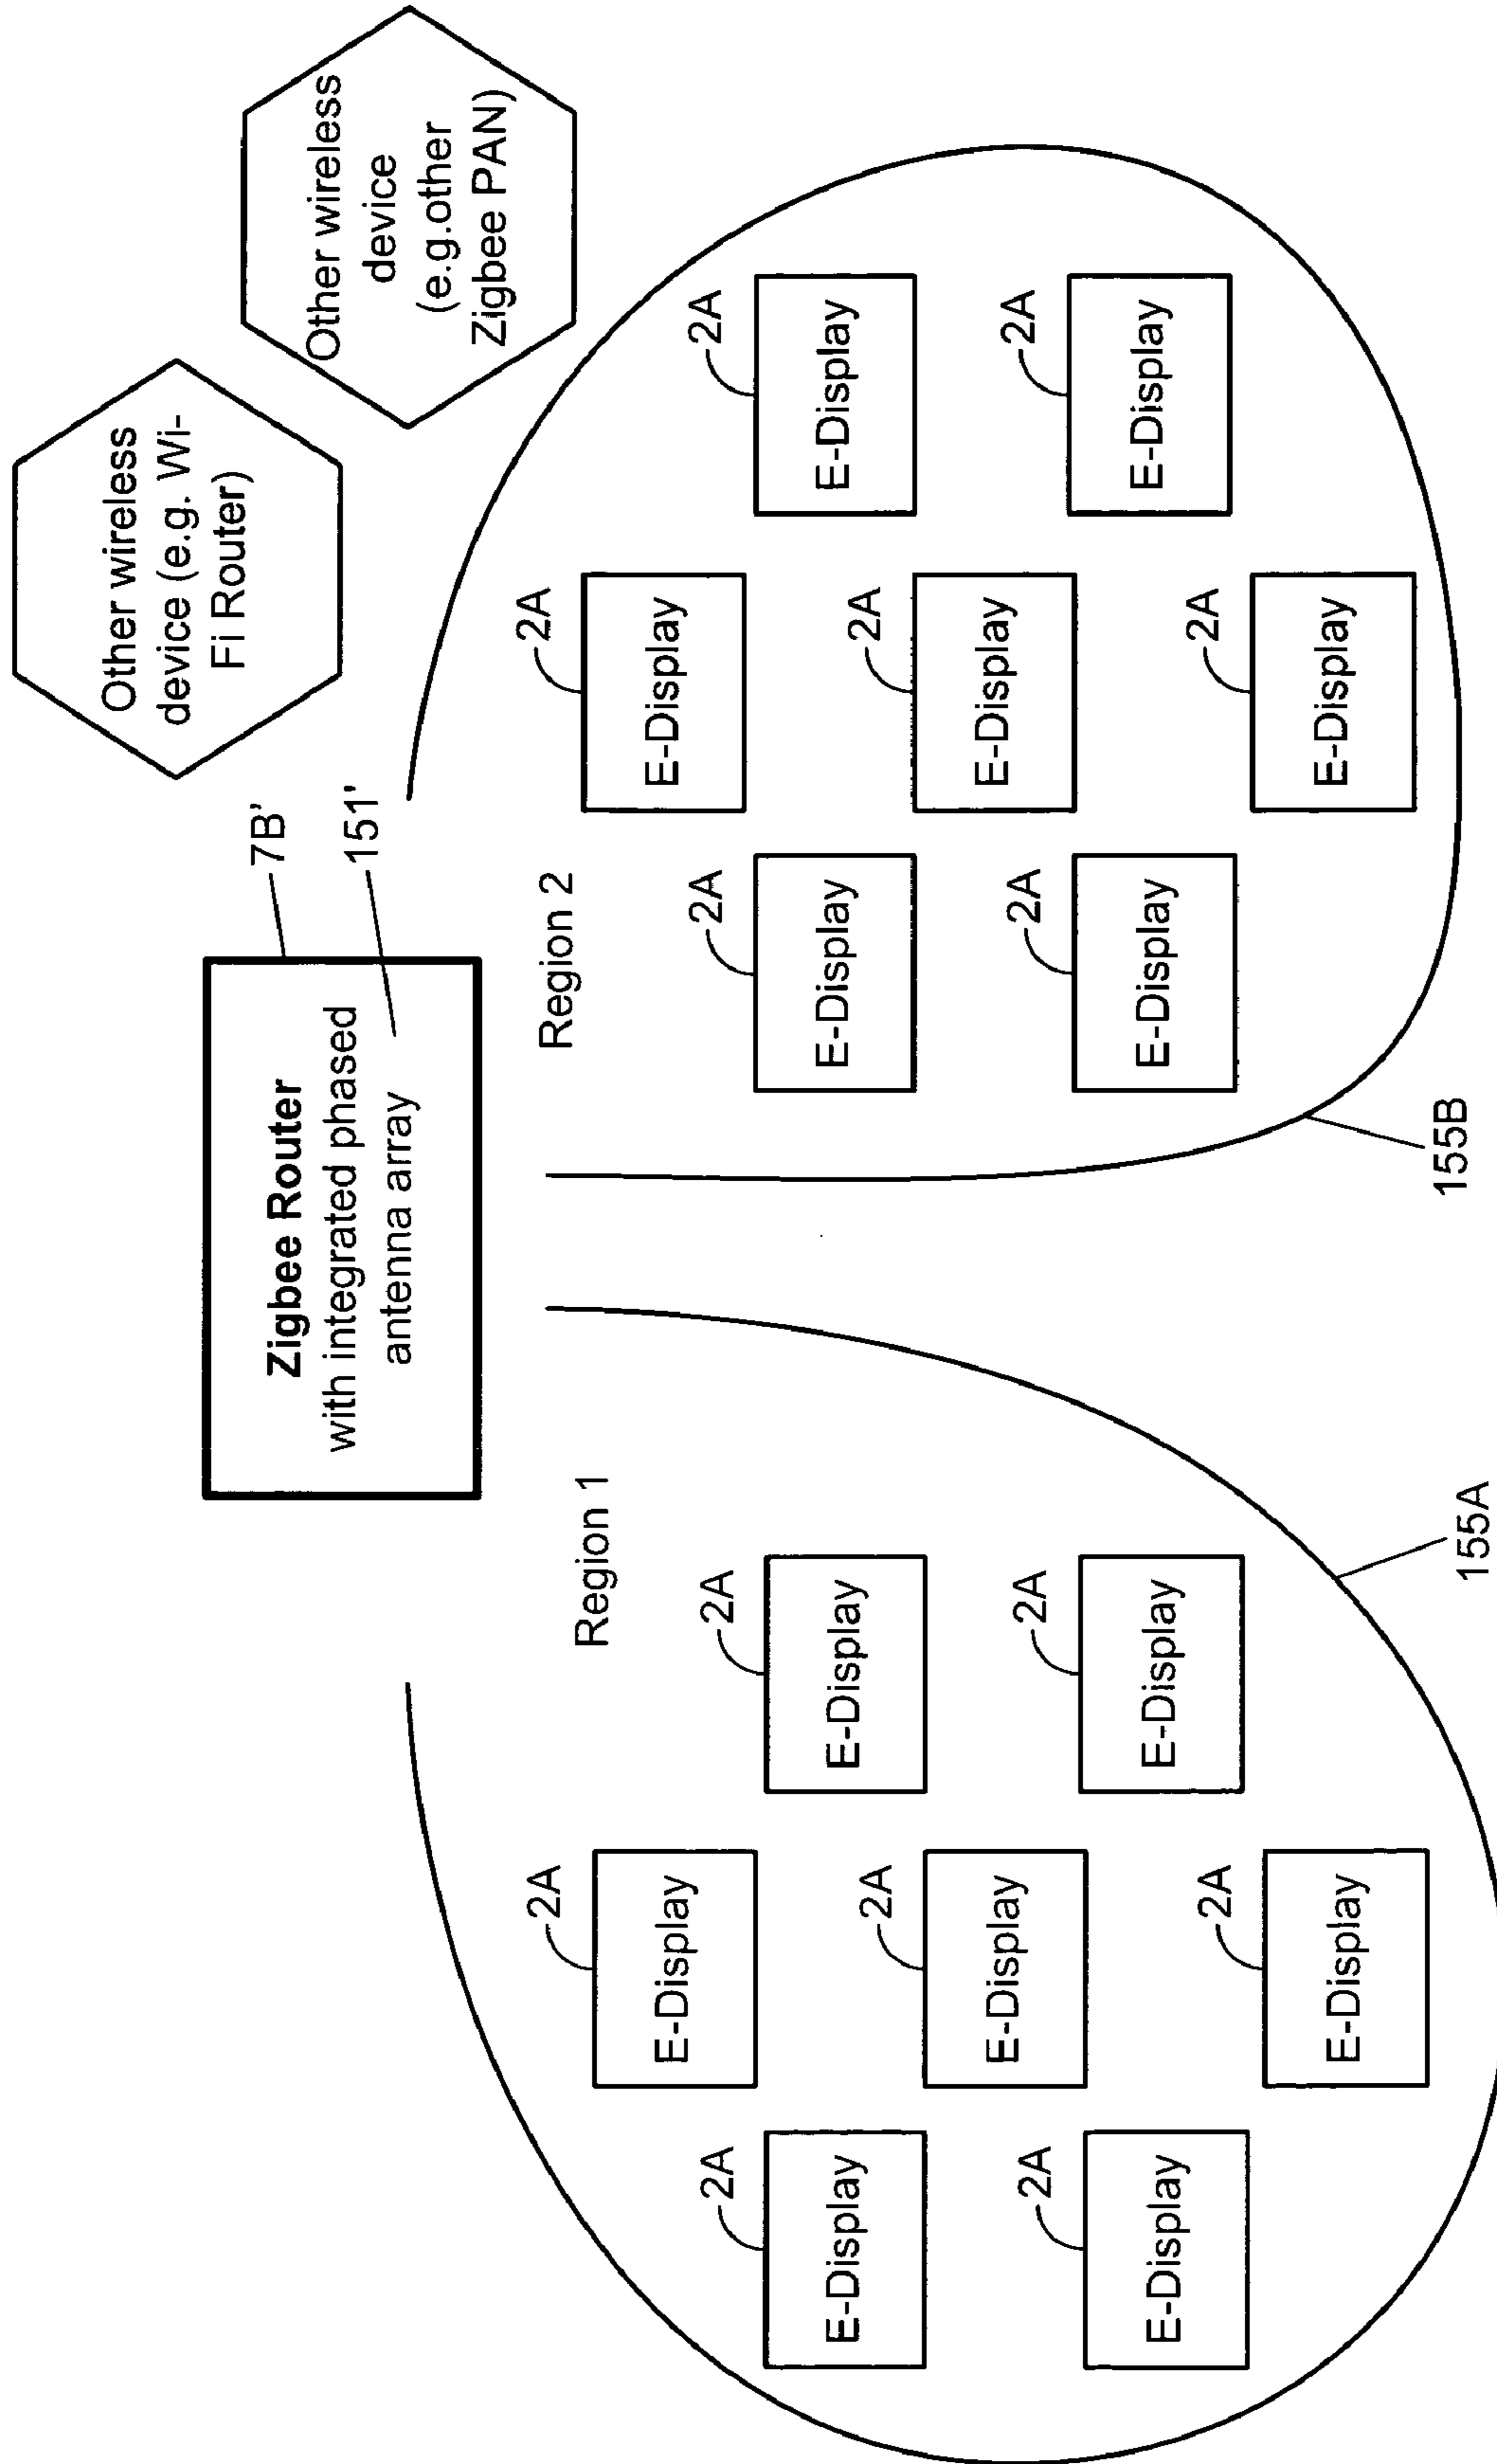 Other wireless
device (e.g. Wi-
Fi Router)
Other wireless
device
(e.g.other
Zigbee PAN)
7B'
151'
Zigbee Router
with integrated phased
antenna array
Region 1
2A
E-Display
2A
E-Display
2A
E-Display
2A
E-Display
2A
E-Display
2A
E-Display
2A
E-Display
155A
Region 2
2A
E-Display
2A
E-Display
2A
E-Display
2A
E-Display
2A
E-Display
2A
E-Display
2A
E-Display
155B